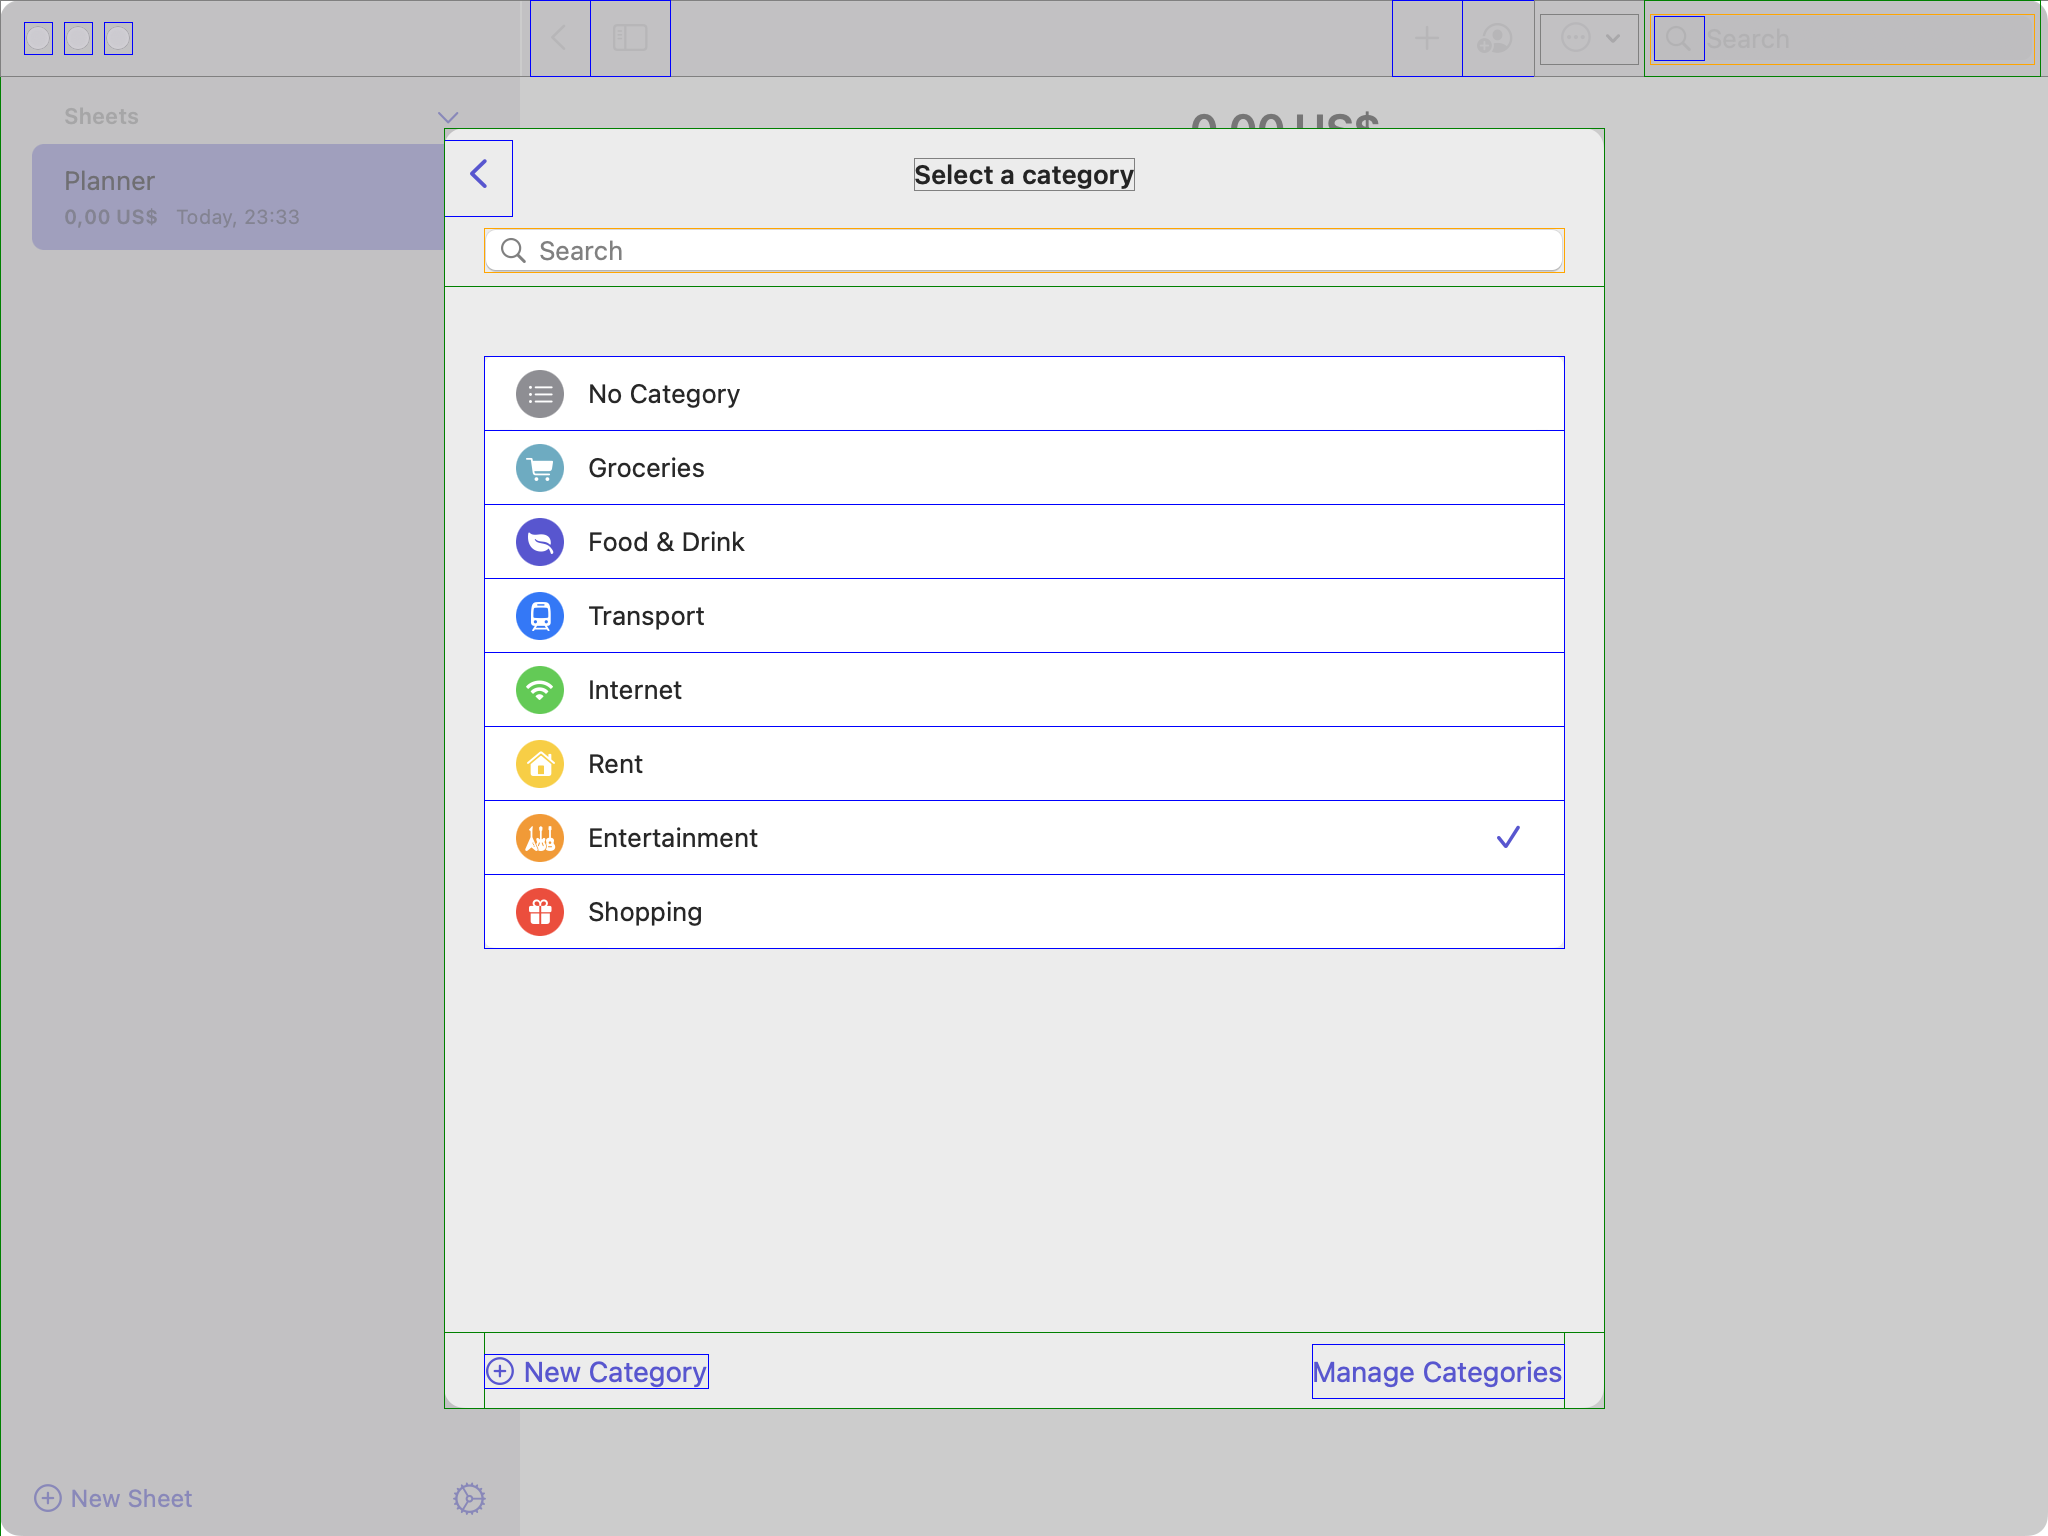 Search
Sheets
Planner
0,00 US$ Today, 23:33
0,00 US$
Select a category
Search
No Category
Groceries
Food & Drink
Transport
Internet
Rent
Entertainment
Shopping
New Category
Manage Categories
New Sheet